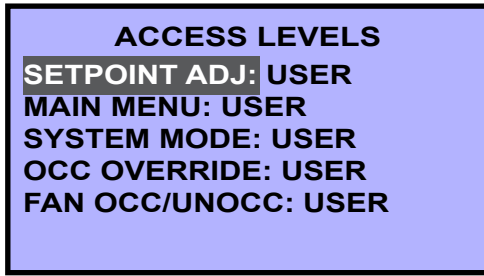 ACCESS LEVELS
SETPOINT ADJ: USER
MAIN MENU: USER
SYSTEM MODE: USER
OCC OVERRIDE: USER
FAN OCC/UNOCC: USER